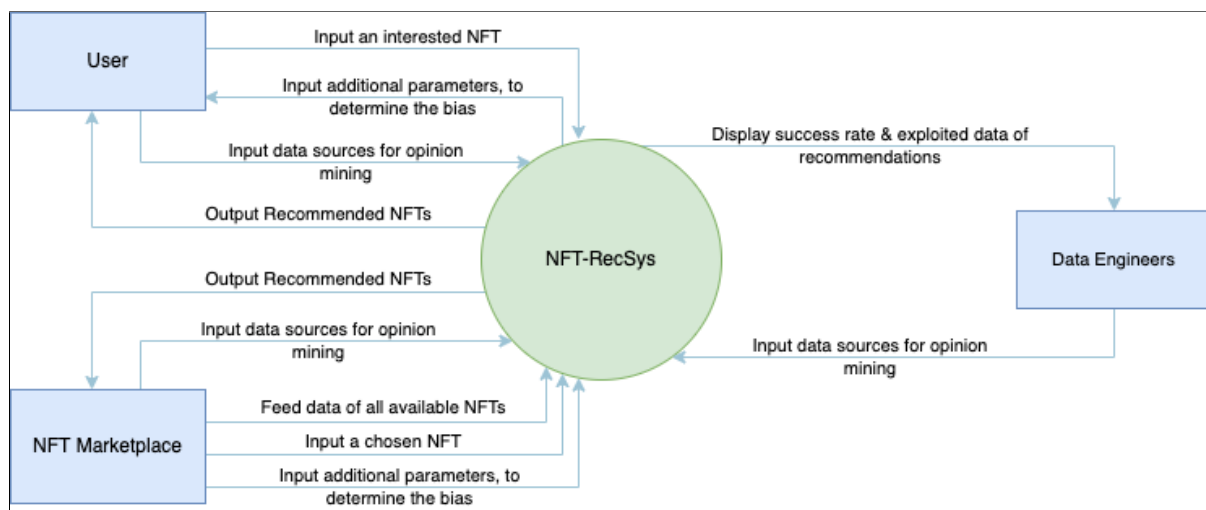 User
Input an interested NFT
Input additional parameters, to
determine the bias
Input data sources for opinion
mining
Output Recommended NFTs
Display success rate & exploited data of
recommendations
NFT-RecSys
Data Engineers
Output Recommended NFTs
Input data sources for opinion
mining
Input data sources for opinion
mining
NFT Marketplace
Feed data of all available NFTs
Input a chosen NFT
Input additional parameters, to
determine the bias